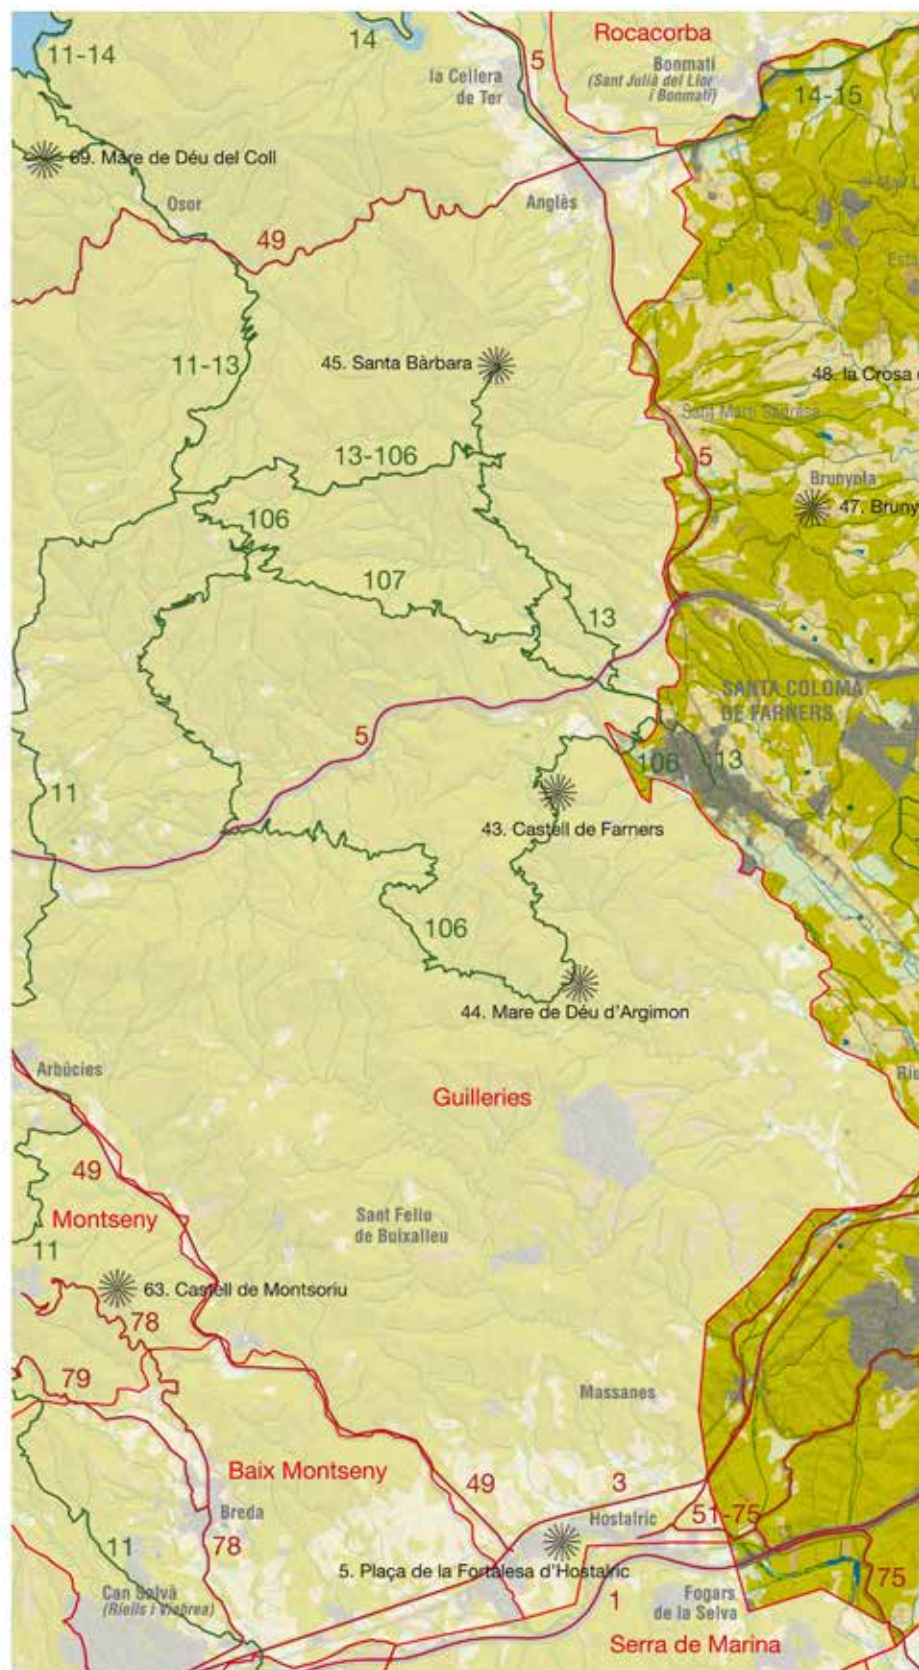 Rocacorba
11-14
14
5
la Cellera
de Ter
Bonmatí
(Sant Julià del Llor
i Bonmatí)
14-15
69. Mare de Déu del Coll
Osor
Anglès
49
11-13
45. Santa Bàrbara
48. la Crosa
13-106
5
Brunyola
47. Bruny
106
107
13
SANTA COLOMA
DE FARNERS
5
106
13
11
43. Castell de Farners
106
44. Mare de Déu d'Argimon
Arbúcies
Guilleries
49
Montseny
Sant Feliu
de Buixalleu
11
63. Castell de Montsoriu
78
79
Massanes
Baix Montseny
49
3
Breda
Hostalric
51-75
78
11
5. Plaça de la Fortalesa d'Hostalric
75
Can Salvà
(Riells i Viabrea)
1
Fogars
de la Selva
Serra de Marina